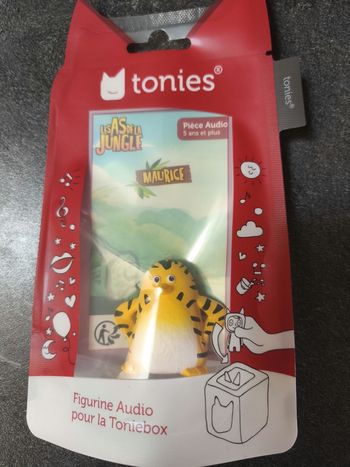 tonies®
tonies®
LES AS DE LA
JUNGLE
Pièce Audio
5 ans et plus
MAURICE
Figurine Audio
pour la Toniebox